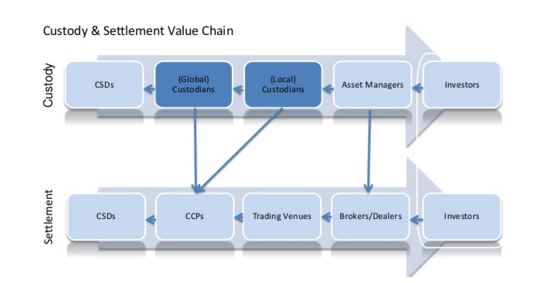 Custody & Settlement Value Chain
Custody
CSDs
(Global)
Custodians
(Local)
Custodians
Asset Managers
Investors
Settlement
CSDs
CCPs
Trading Venues
Brokers/Dealers
Investors